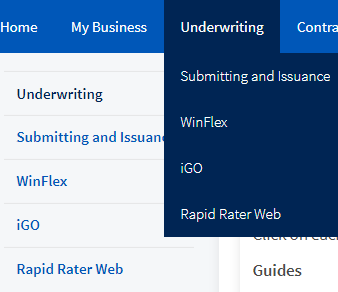 Home
My Business
Underwriting
Submitting and Issuance
WinFlex
iGO
Rapid Rater Web
Underwriting
Submitting and Issuanc
WinFlex
iGO
Rapid Rater Web
Guides